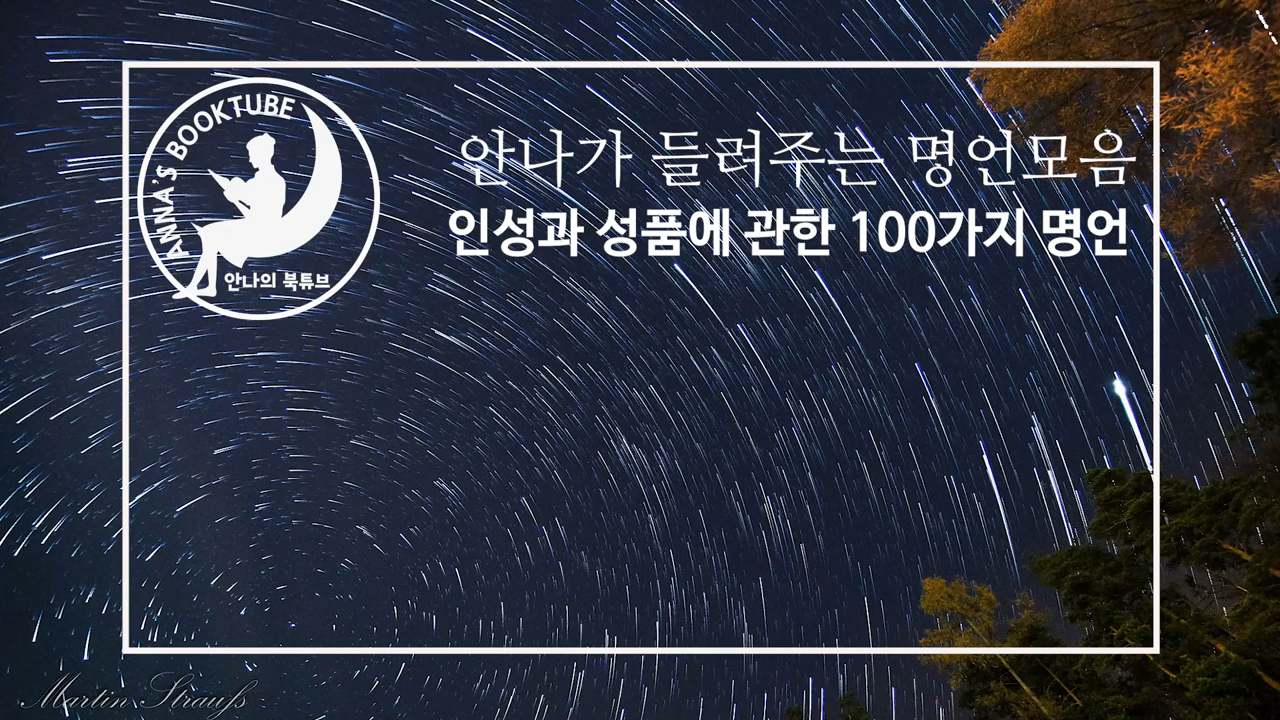 ANNA'S BOOKTUBE
안나의 북튜브
안나가 들려주는 명언모음
인성과 성품에 관한 100가지 명언
Martin Strauß